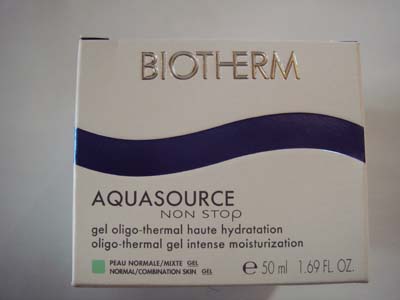 BIOTHERM
AQUASOURCE
NON STOP
gel oligo-thermal haute hydratation
oligo-thermal gel intense moisturization
PEAU NORMALE/MIXTE GEL
NORMAL/COMBINATION SKIN GEL
℮ 50 ml 1.69 FL. OZ.